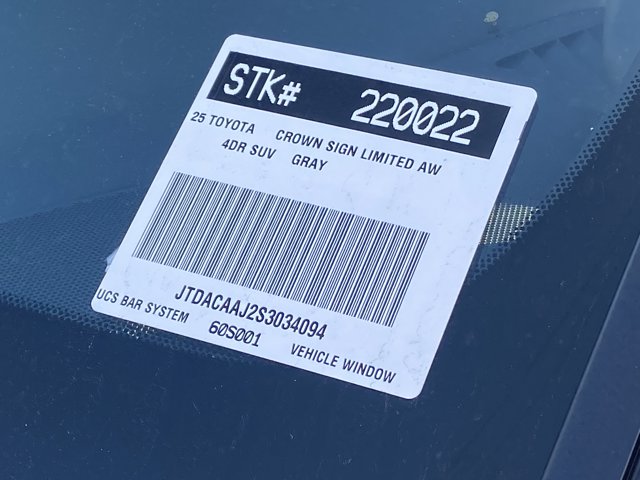 STK# 220022
25 TOYOTA CROWN SIGN LIMITED AW
4DR SUV GRAY
JTDACAAJ2S3034094
UCS BAR SYSTEM 60S001 VEHICLE WINDOW